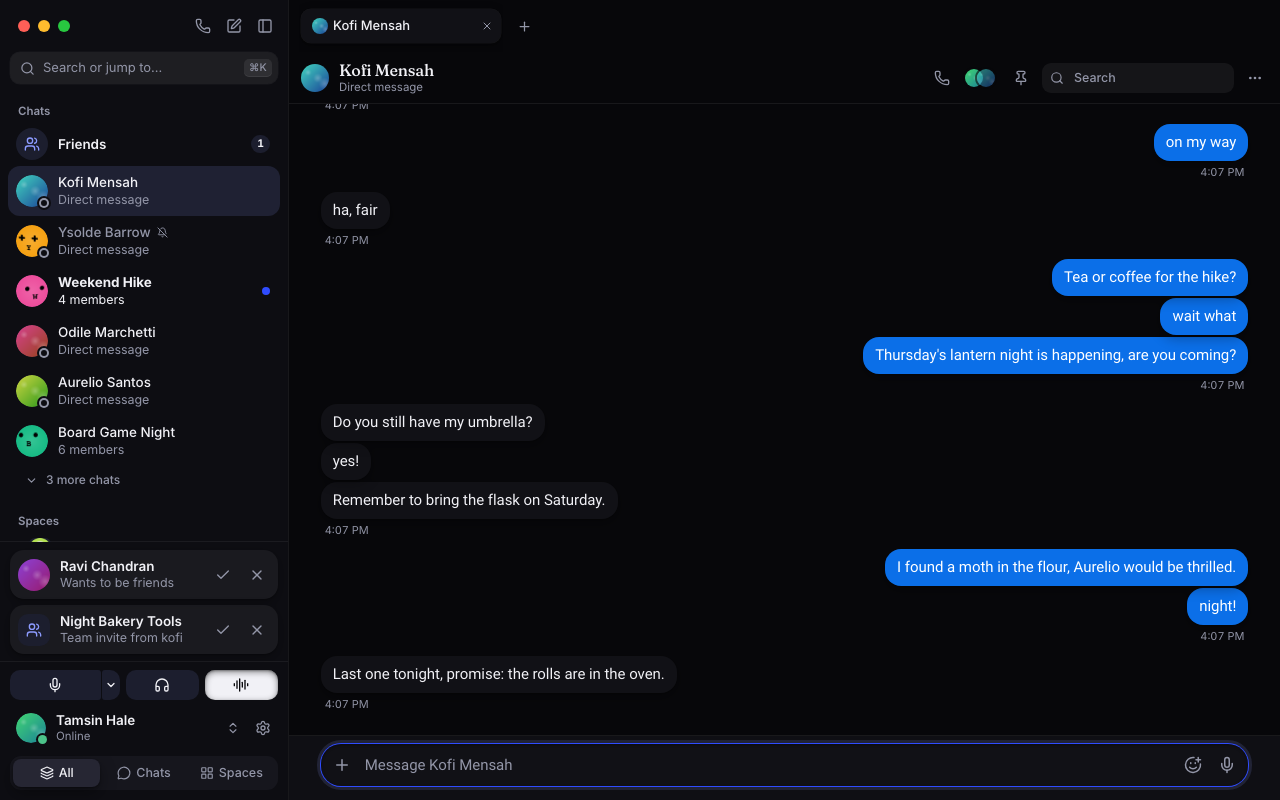 Search or jump to...
⌘K
Chats
Friends
1
Kofi Mensah
Direct message
Ysolde Barrow
Direct message
Weekend Hike
4 members
Odile Marchetti
Direct message
Aurelio Santos
Direct message
Board Game Night
6 members
3 more chats
Spaces
Ravi Chandran
Wants to be friends
Night Bakery Tools
Team invite from kofi
Tamsin Hale
Online
All
Chats
Spaces
Kofi Mensah
Kofi Mensah
Direct message
Search
4:07 PM
on my way
4:07 PM
ha, fair
4:07 PM
Tea or coffee for the hike?
wait what
Thursday's lantern night is happening, are you coming?
4:07 PM
Do you still have my umbrella?
yes!
Remember to bring the flask on Saturday.
4:07 PM
I found a moth in the flour, Aurelio would be thrilled.
night!
4:07 PM
Last one tonight, promise: the rolls are in the oven.
4:07 PM
Message Kofi Mensah